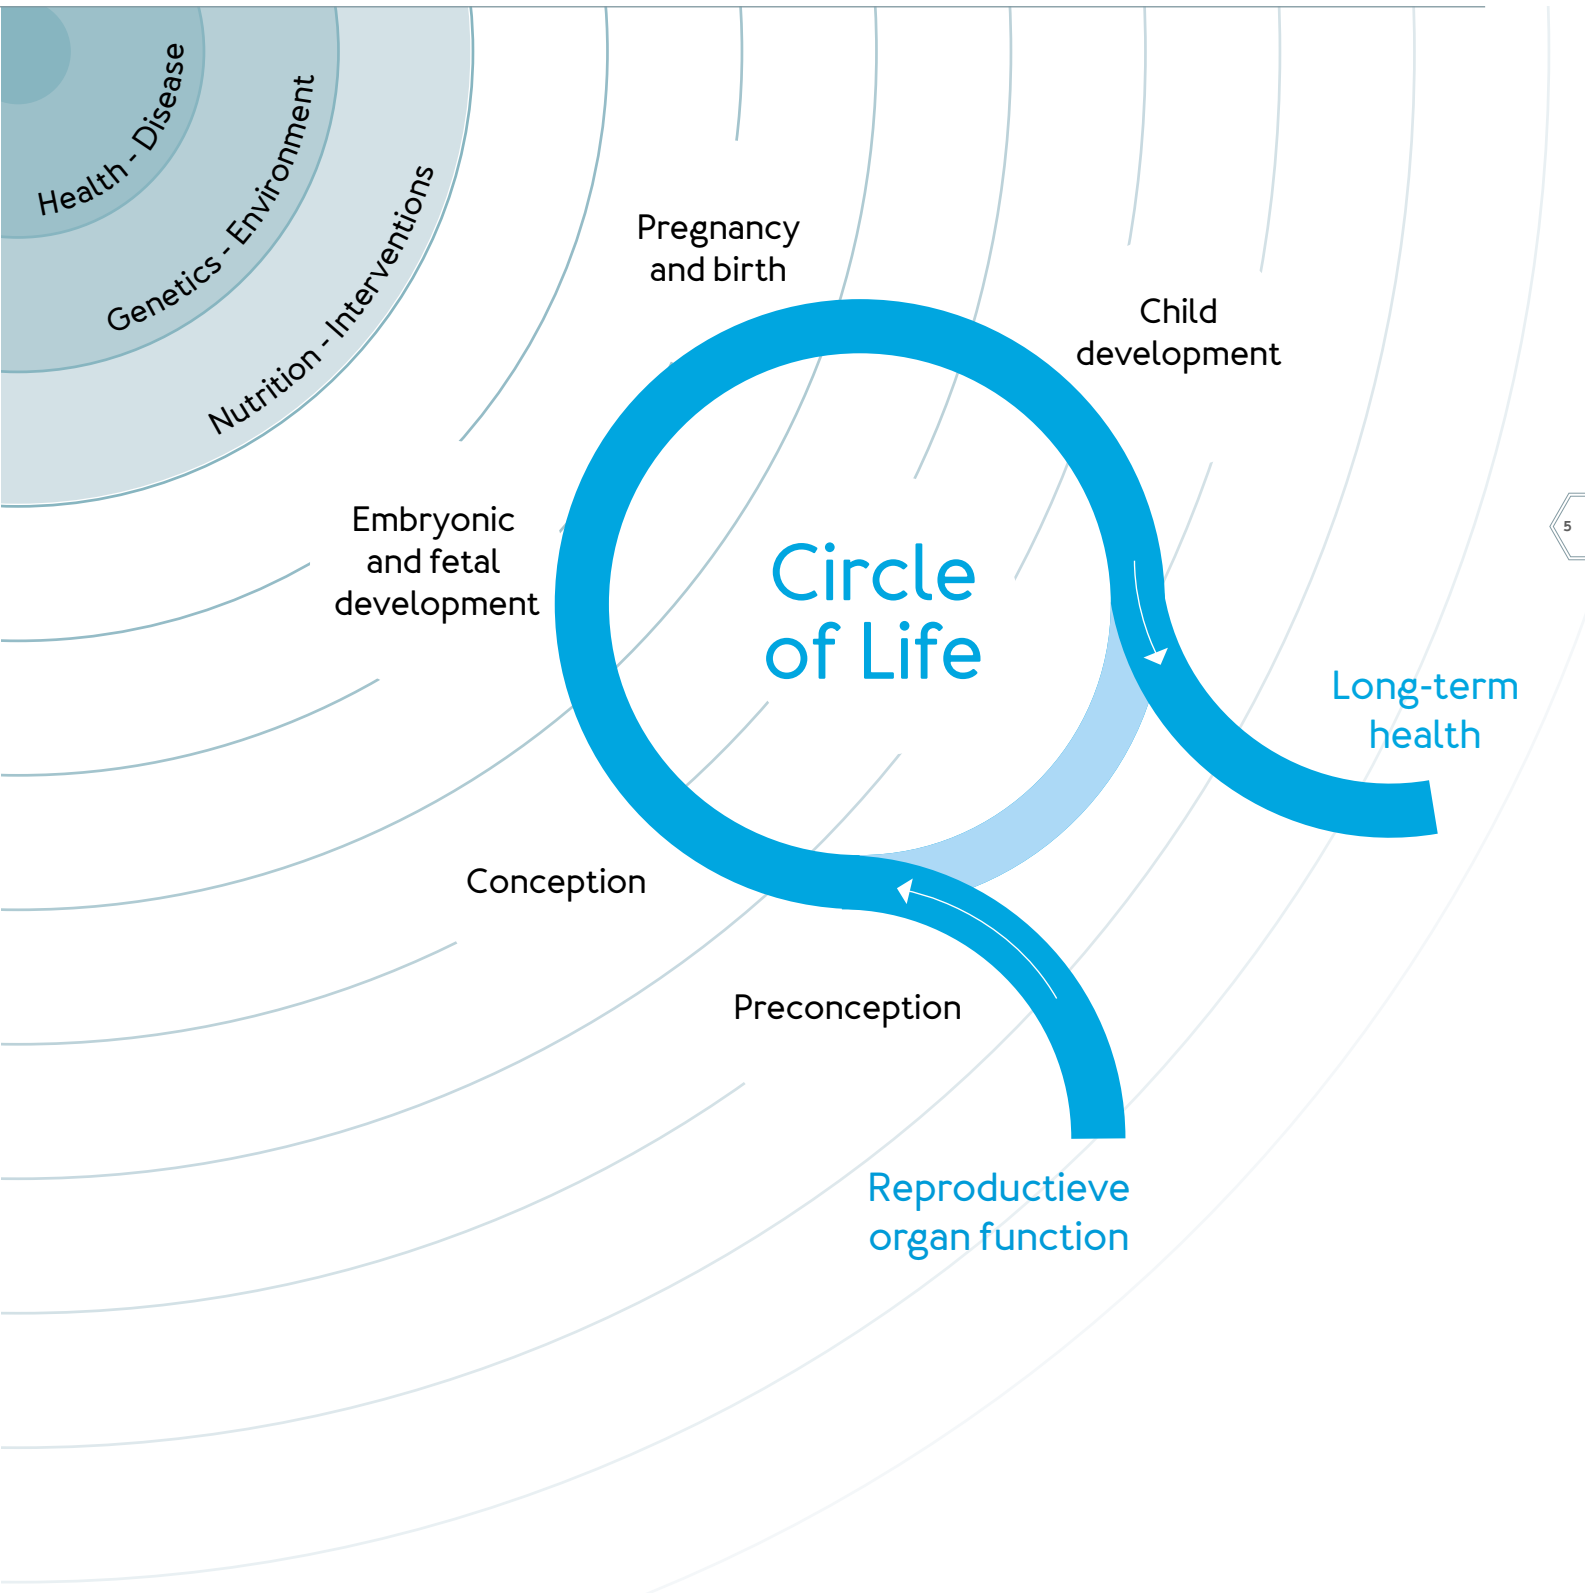 Health - Disease
Genetics - Environment
Nutrition - Interventions
Pregnancy
and birth
Child
development
Embryonic
and fetal
development
Circle
of Life
5
Long-term
health
Conception
Preconception
Reproductieve
organ function